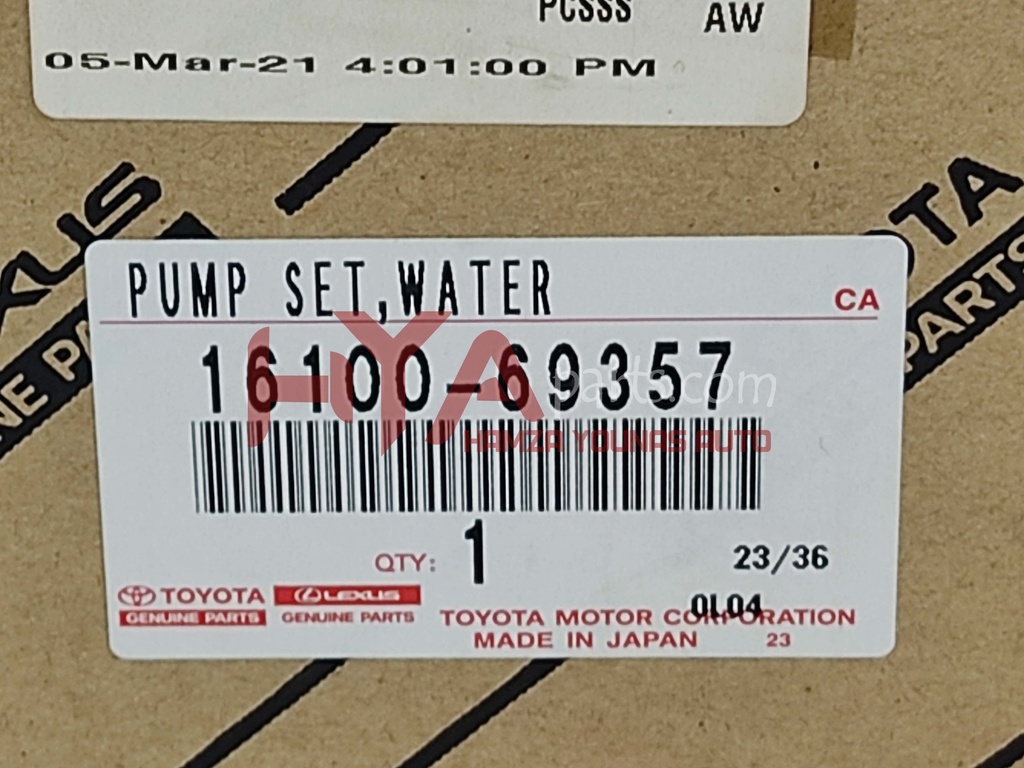 PCSSS AW
05-Mar-21 4:01:00 PM
LEXUS
TOYOTA
PARTS
PUMP SET,WATER
CA
16100-69357
HYA parts.com
HAMZA YOUNAS AUTO
QTY: 1
23/36
TOYOTA LEXUS
GENUINE PARTS GENUINE PARTS
0L04
TOYOTA MOTOR CORPORATION
MADE IN JAPAN 23